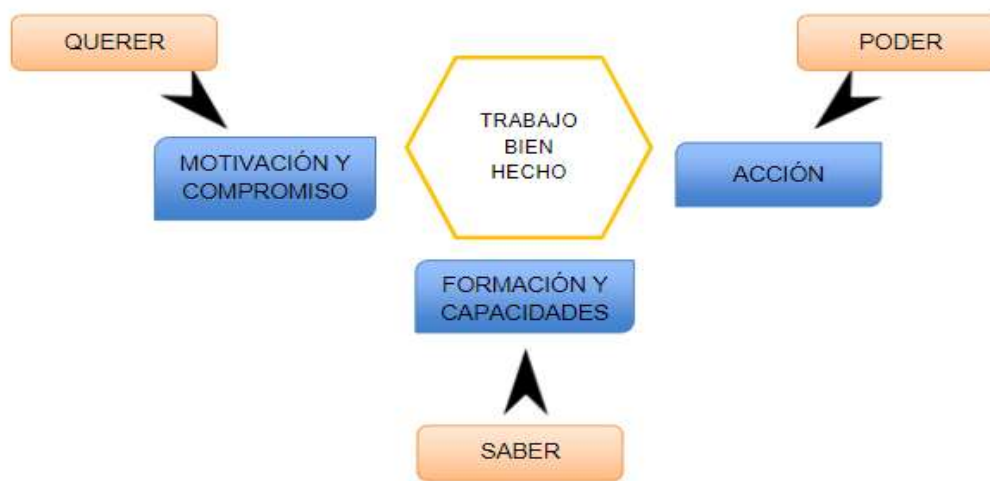 QUERER
PODER
TRABAJO
BIEN
HECHO
MOTIVACIÓN Y
COMPROMISO
ACCIÓN
FORMACIÓN Y
CAPACIDADES
SABER